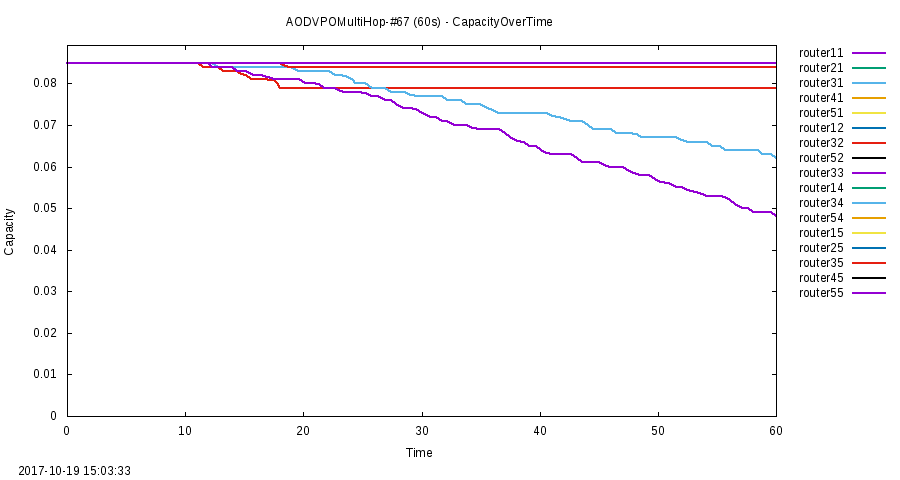 AODVPOMultiHop-#67 (60s) - CapacityOverTime
router11
router21
router31
router41
router51
router12
router32
router52
router33
router14
router34
router54
router15
router25
router35
router45
router55
0.08
0.07
0.06
0.05
0.04
0.03
0.02
0.01
0
Capacity
0 10 20 30 40 50 60
Time
2017-10-19 15:03:33